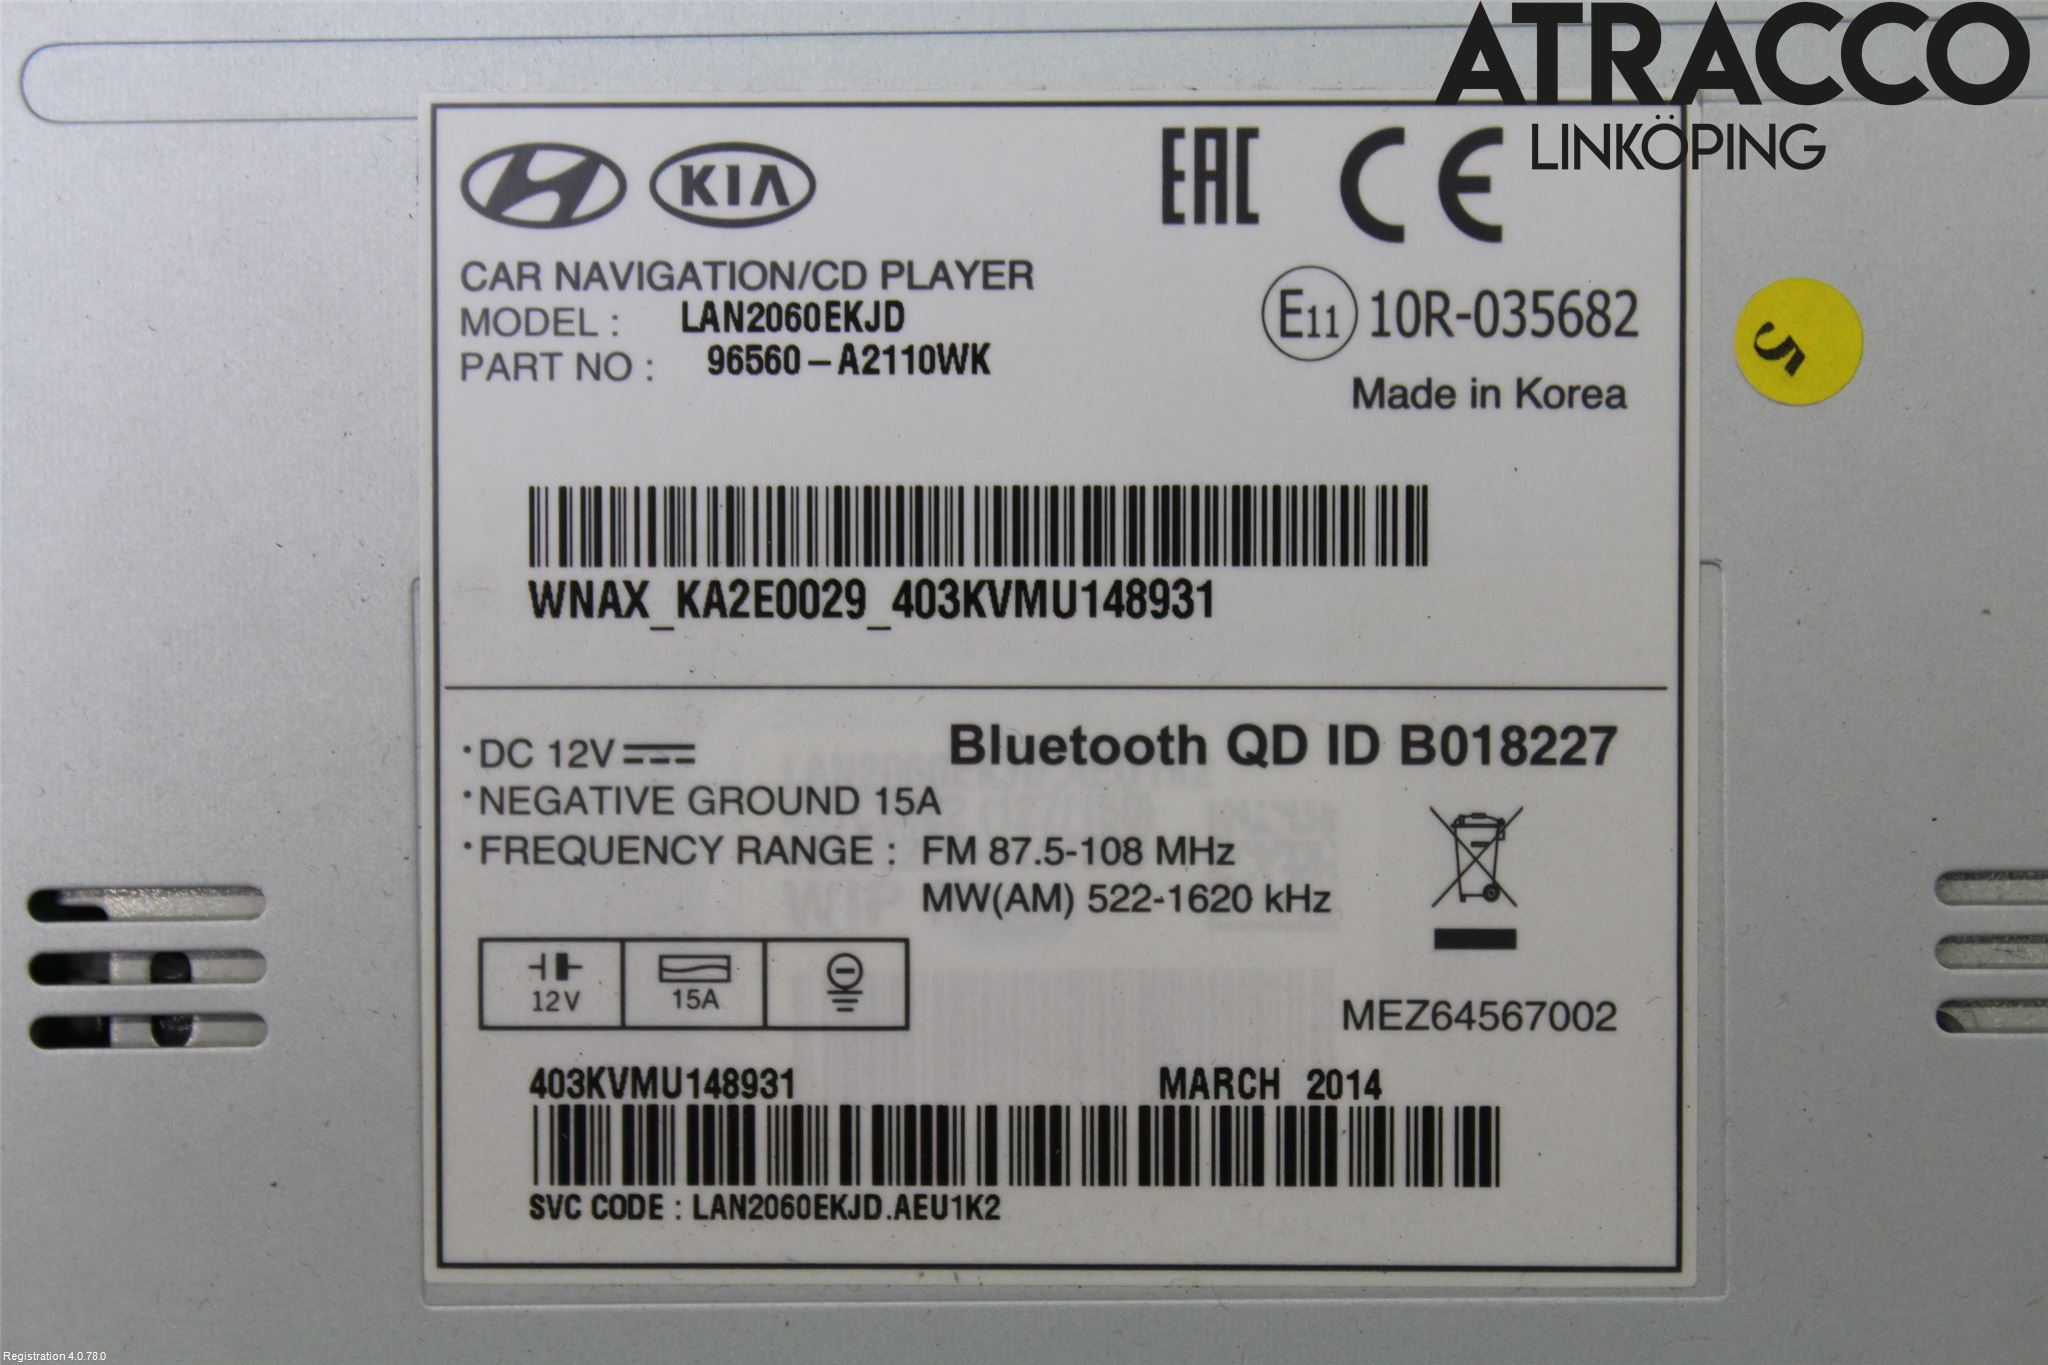 ATRACCO
LINKÖPING
KIA
EAC CE
CAR NAVIGATION/CD PLAYER
MODEL : LAN2060EKJD
PART NO : 96560-A2110WK
E11 10R-035682
Made in Korea
5
WNAX_KA2E0029_403KVMU148931
·DC 12V
Bluetooth QD ID B018227
·NEGATIVE GROUND 15A
·FREQUENCY RANGE : FM 87.5-108 MHz
MW(AM) 522-1620 kHz
12V 15A
MEZ64567002
403KVMU148931 MARCH 2014
SVC CODE : LAN2060EKJD.AEU1K2
Registration 4.0.78.0